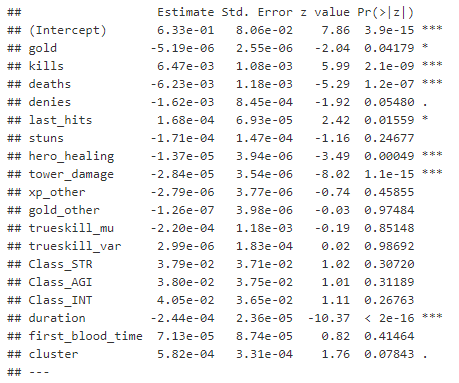 ##                   Estimate Std. Error z value Pr(>|z|)
## (Intercept)       6.33e-01   8.06e-02    7.86  3.9e-15 ***
## gold             -5.19e-06   2.55e-06   -2.04  0.04179 *
## kills             6.47e-03   1.08e-03    5.99  2.1e-09 ***
## deaths           -6.23e-03   1.18e-03   -5.29  1.2e-07 ***
## denies           -1.62e-03   8.45e-04   -1.92  0.05480 .
## last_hits         1.68e-04   6.93e-05    2.42  0.01559 *
## stuns            -1.71e-04   1.47e-04   -1.16  0.24677
## hero_healing     -1.37e-05   3.94e-06   -3.49  0.00049 ***
## tower_damage     -2.84e-05   3.54e-06   -8.02  1.1e-15 ***
## xp_other         -2.79e-06   3.77e-06   -0.74  0.45855
## gold_other       -1.26e-07   3.98e-06   -0.03  0.97484
## trueskill_mu     -2.20e-04   1.18e-03   -0.19  0.85148
## trueskill_var     2.99e-06   1.83e-04    0.02  0.98692
## Class_STR         3.79e-02   3.71e-02    1.02  0.30720
## Class_AGI         3.80e-02   3.75e-02    1.01  0.31189
## Class_INT         4.05e-02   3.65e-02    1.11  0.26763
## duration         -2.44e-04   2.36e-05  -10.37  < 2e-16 ***
## first_blood_time  7.13e-05   8.74e-05    0.82  0.41464
## cluster           5.82e-04   3.31e-04    1.76  0.07843 .
## ---